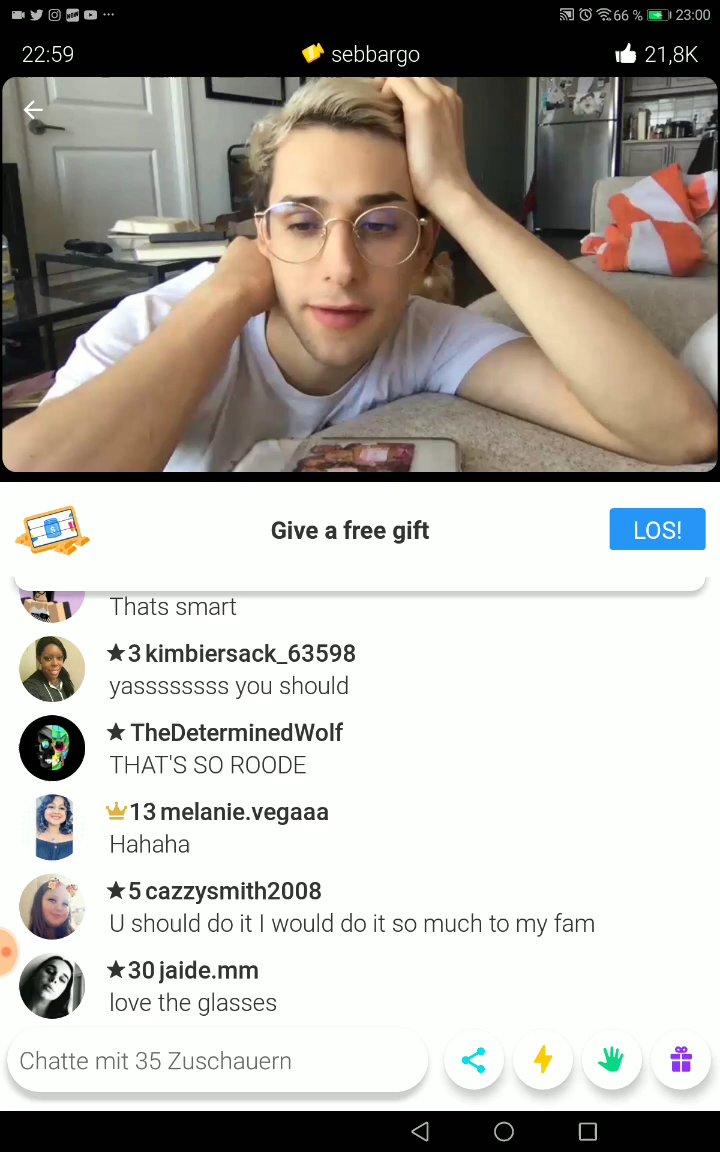 66 % 23:00
22:59 sebbargo 21,8K
Give a free gift LOS!
Thats smart
★3 kimbiersack_63598
yasssssssss you should
★ TheDeterminedWolf
THAT'S SO ROODE
13 melanie.vegaaa
Hahaha
★5 cazzysmith2008
U should do it I would do it so much to my fam
★30 jaide.mm
love the glasses
Chatte mit 35 Zuschauern